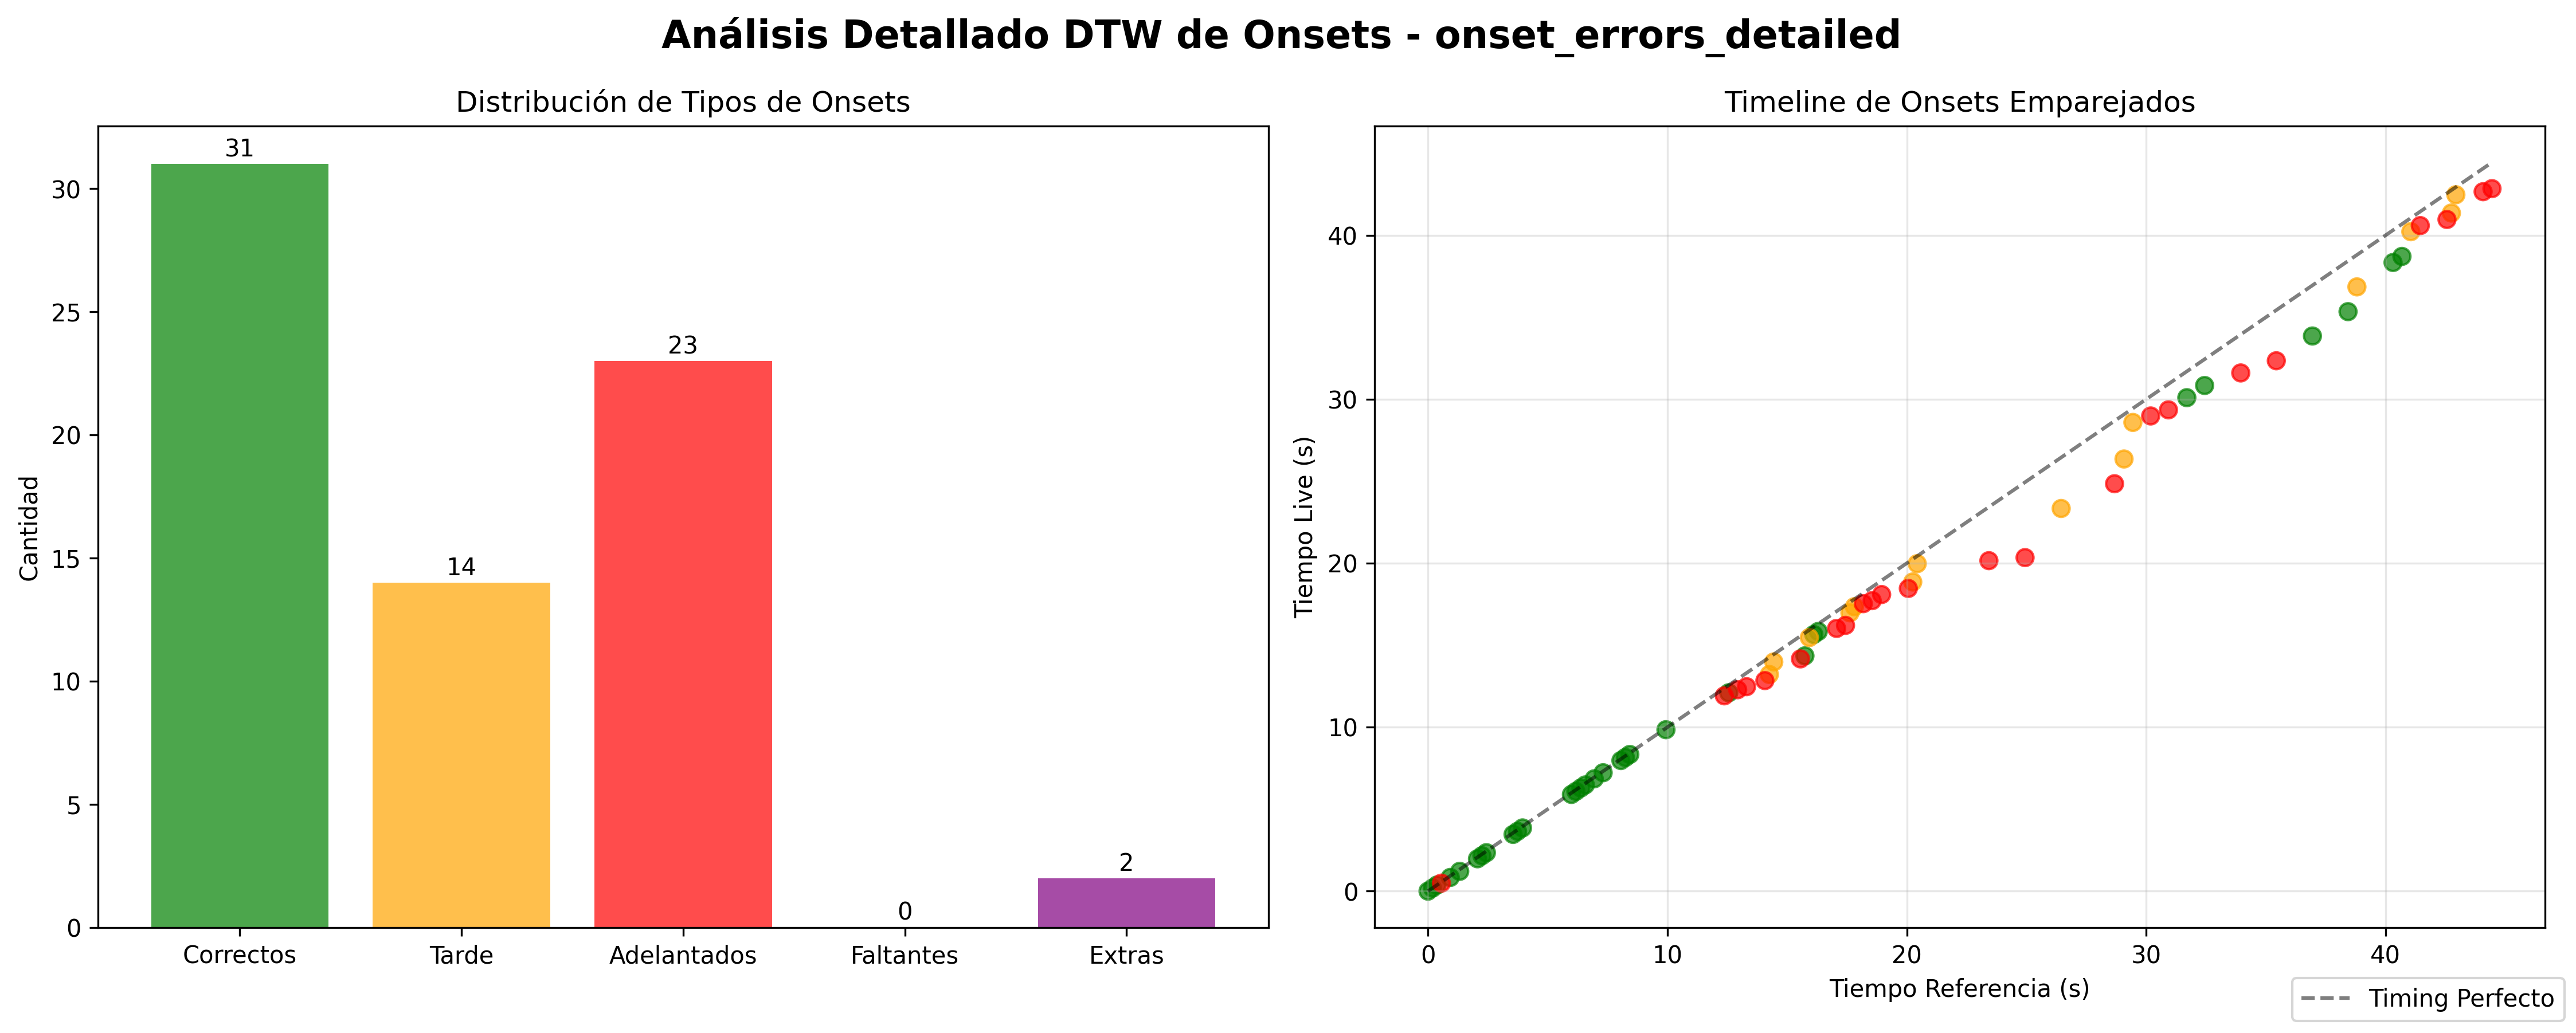 Análisis Detallado DTW de Onsets - onset_errors_detailed
Distribución de Tipos de Onsets
Cantidad
30
25
20
15
10
5
0
31
14
23
0
2
Correctos
Tarde
Adelantados
Faltantes
Extras
Timeline de Onsets Emparejados
Tiempo Live (s)
40
30
20
10
0
0
10
20
30
40
Tiempo Referencia (s)
Timing Perfecto